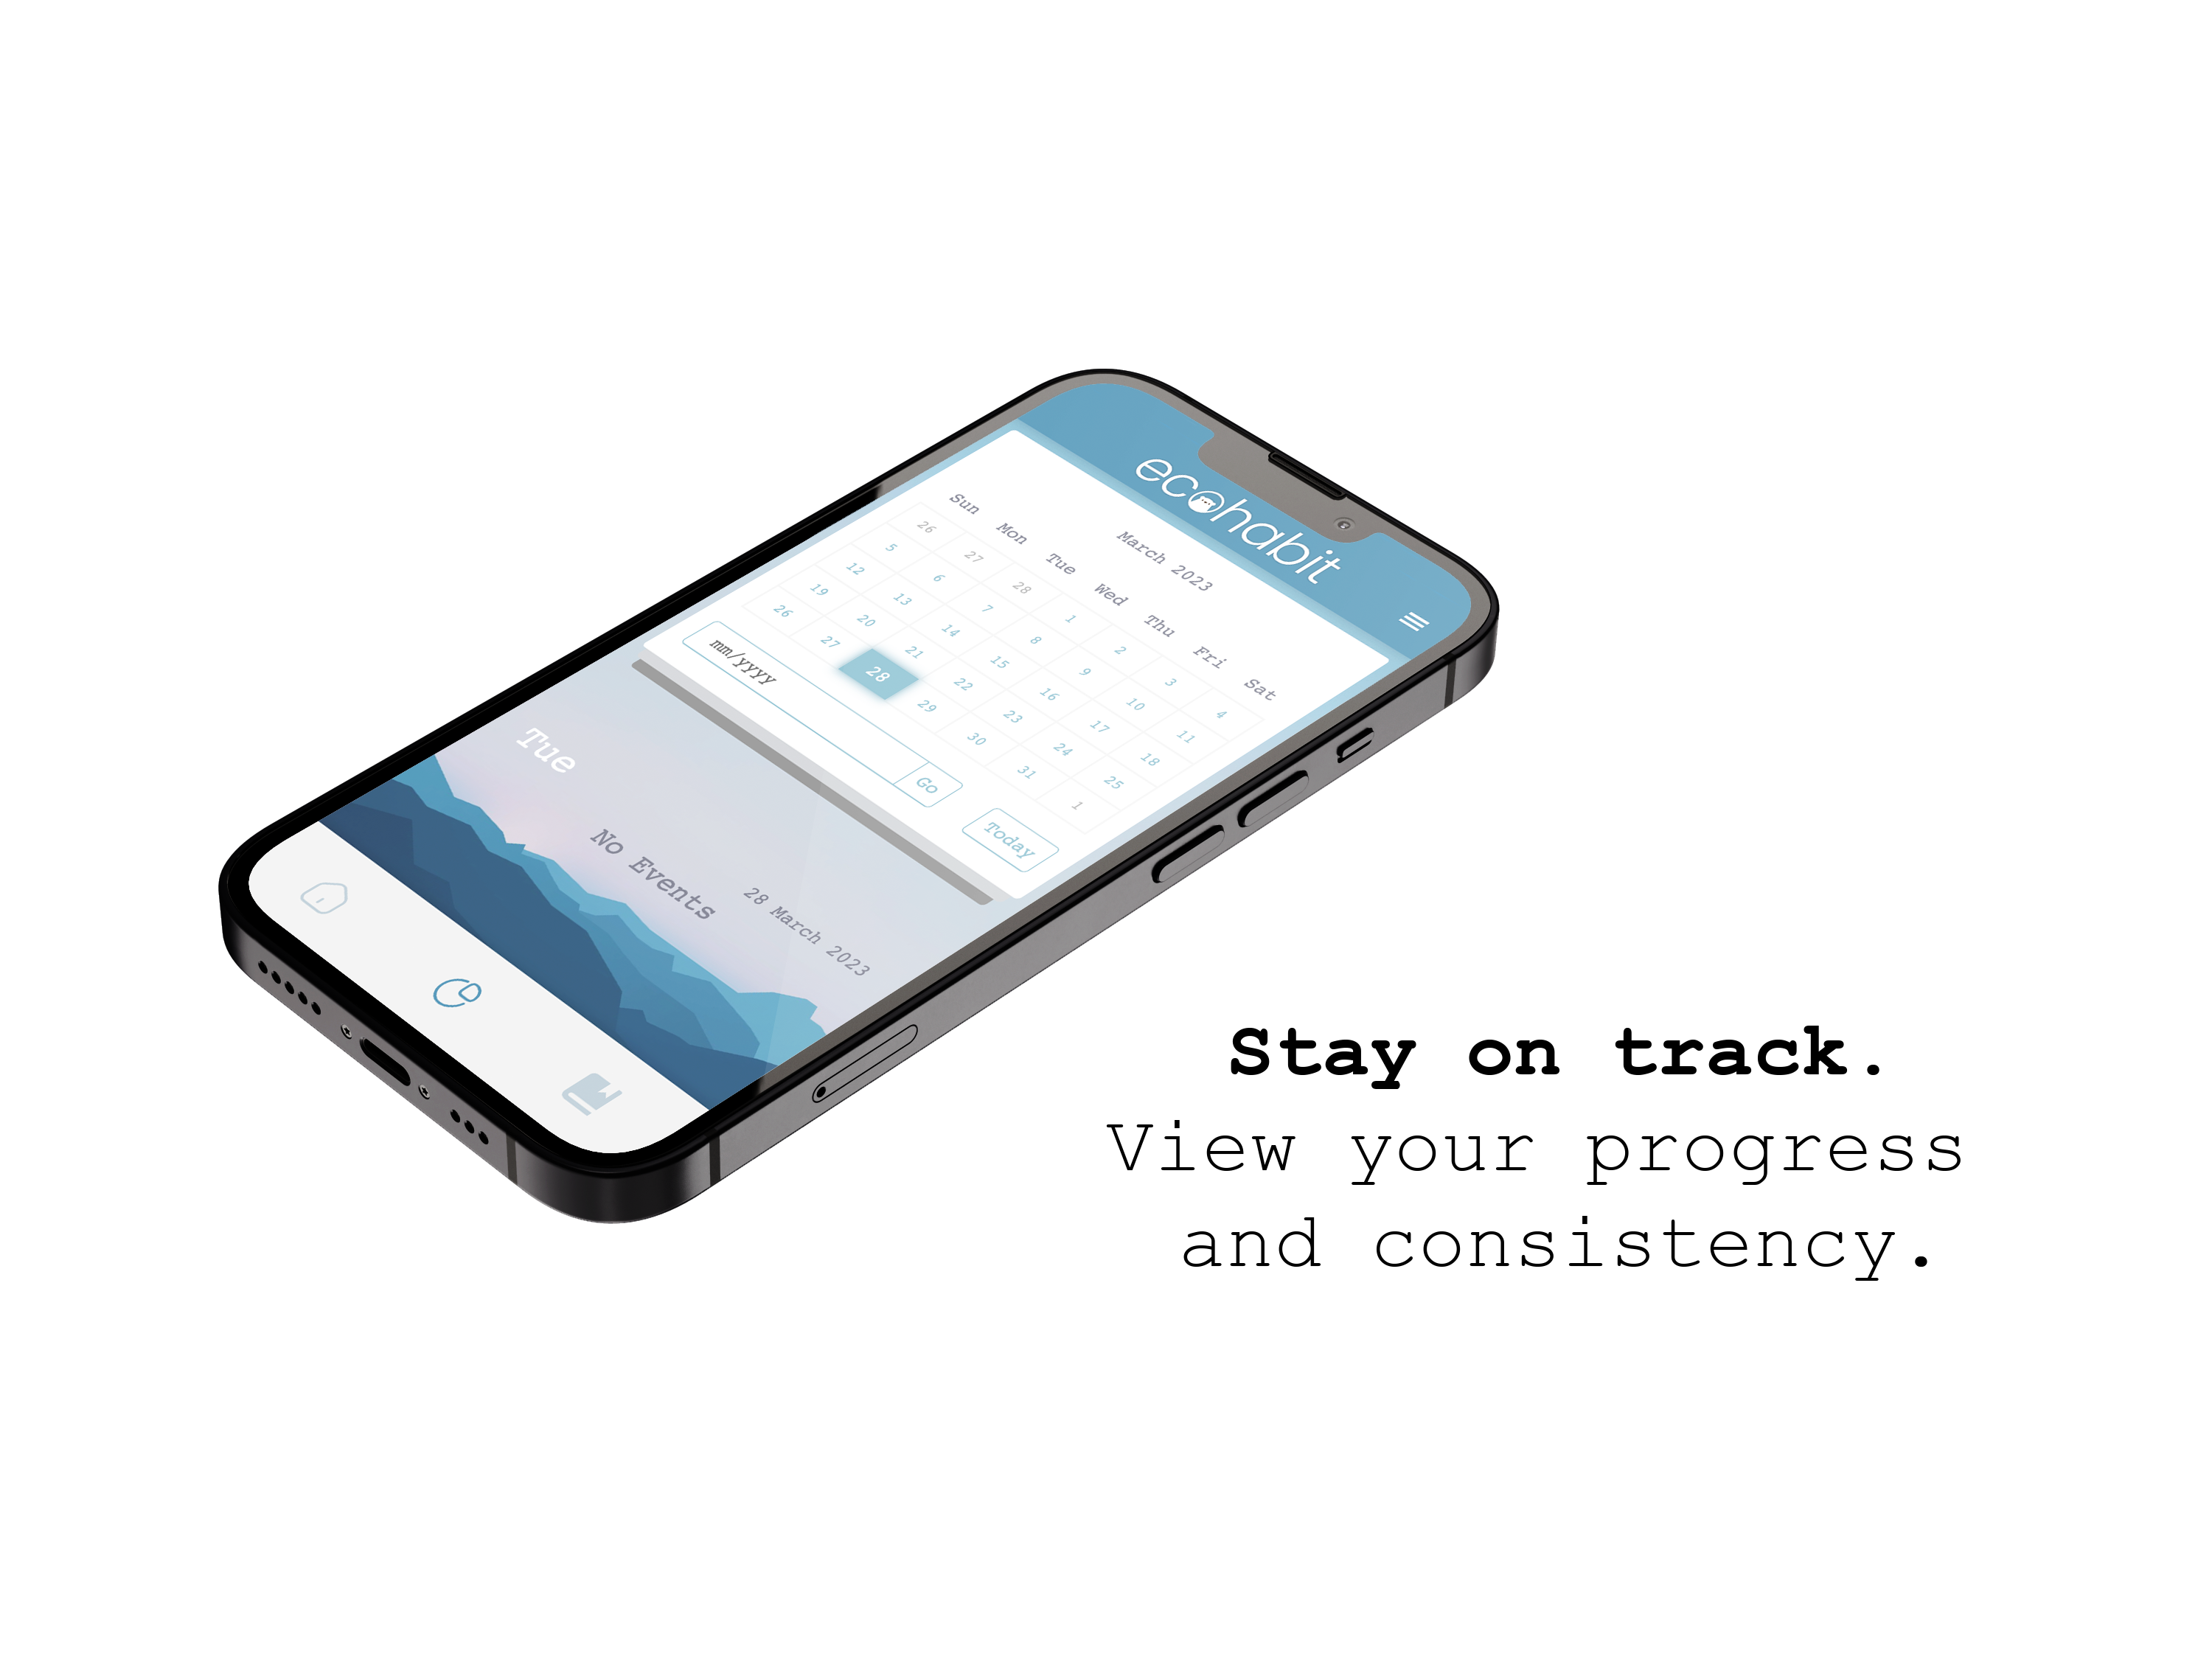 ecohabit
March 2023
Sun Mon Tue Wed Thu Fri Sat
26 27 28 1 2 3 4
5 6 7 8 9 10 11
12 13 14 15 16 17 18
19 20 21 22 23 24 25
26 27 28 29 30 31 1
mm/yyyy Go Today
Tue 28 March 2023
No Events
Stay on track.
View your progress
and consistency.